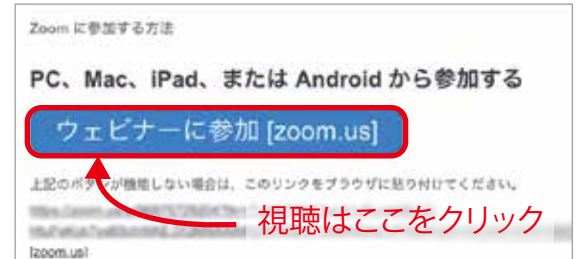 Zoom に参加する方法
PC、Mac、iPad、または Android から参加する
ウェビナーに参加 [zoom.us]
上記のボタンが機能しない場合は、このリンクをブラウザに貼り付けてください。
視聴はここをクリック
[zoom.us]